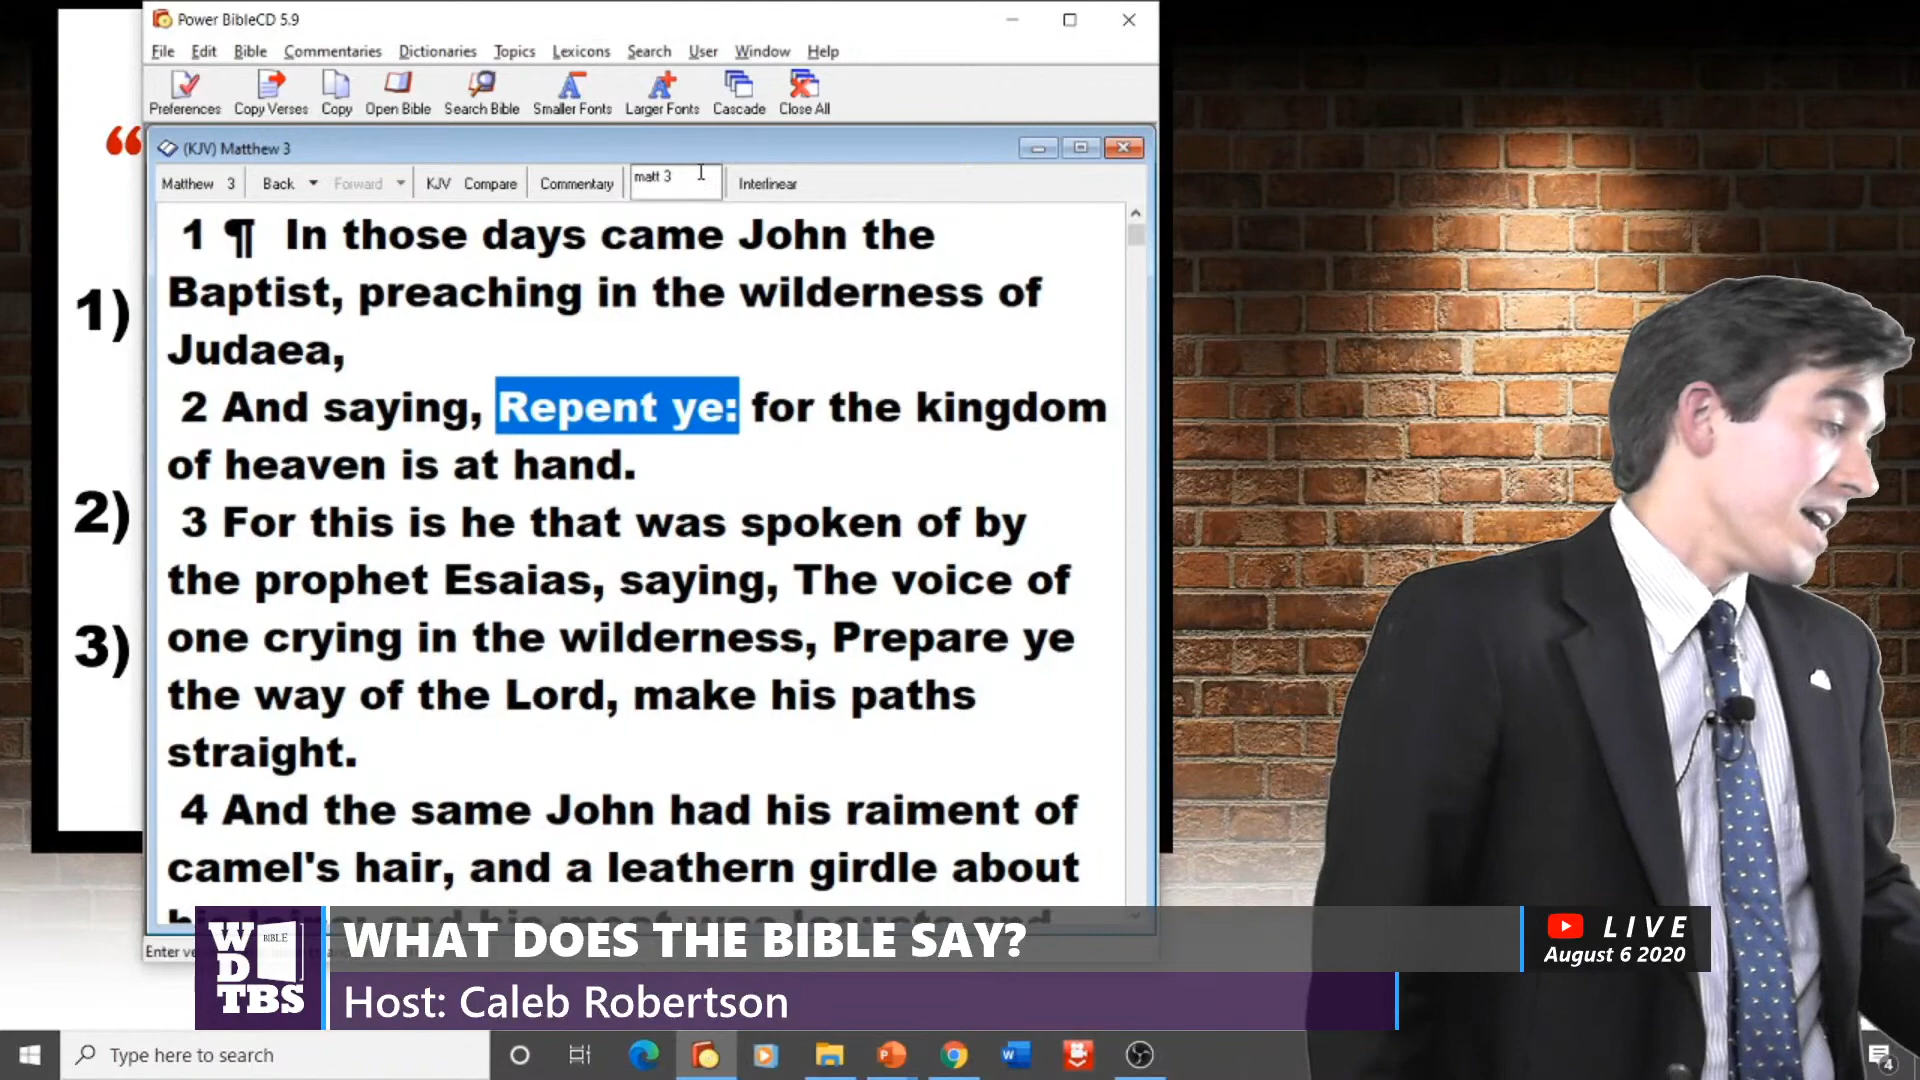 Power BibleCD 5.9
File Edit Bible Commentaries Dictionaries Topics Lexicons Search User Window Help
Preferences Copy Verses Copy Open Bible Search Bible Smaller Fonts Larger Fonts Cascade Close All
“
(KJV) Matthew 3
Matthew 3 Back Forward KJV Compare Commentary matt 3 Interlinear
1 ¶ In those days came John the
Baptist, preaching in the wilderness of
Judaea,
2 And saying, Repent ye: for the kingdom
of heaven is at hand.
3 For this is he that was spoken of by
the prophet Esaias, saying, The voice of
one crying in the wilderness, Prepare ye
the way of the Lord, make his paths
straight.
4 And the same John had his raiment of
camel's hair, and a leathern girdle about
1)
2)
3)
Enter
WDTBS
BIBLE
WHAT DOES THE BIBLE SAY?
Host: Caleb Robertson
LIVE
August 6 2020
Type here to search
4